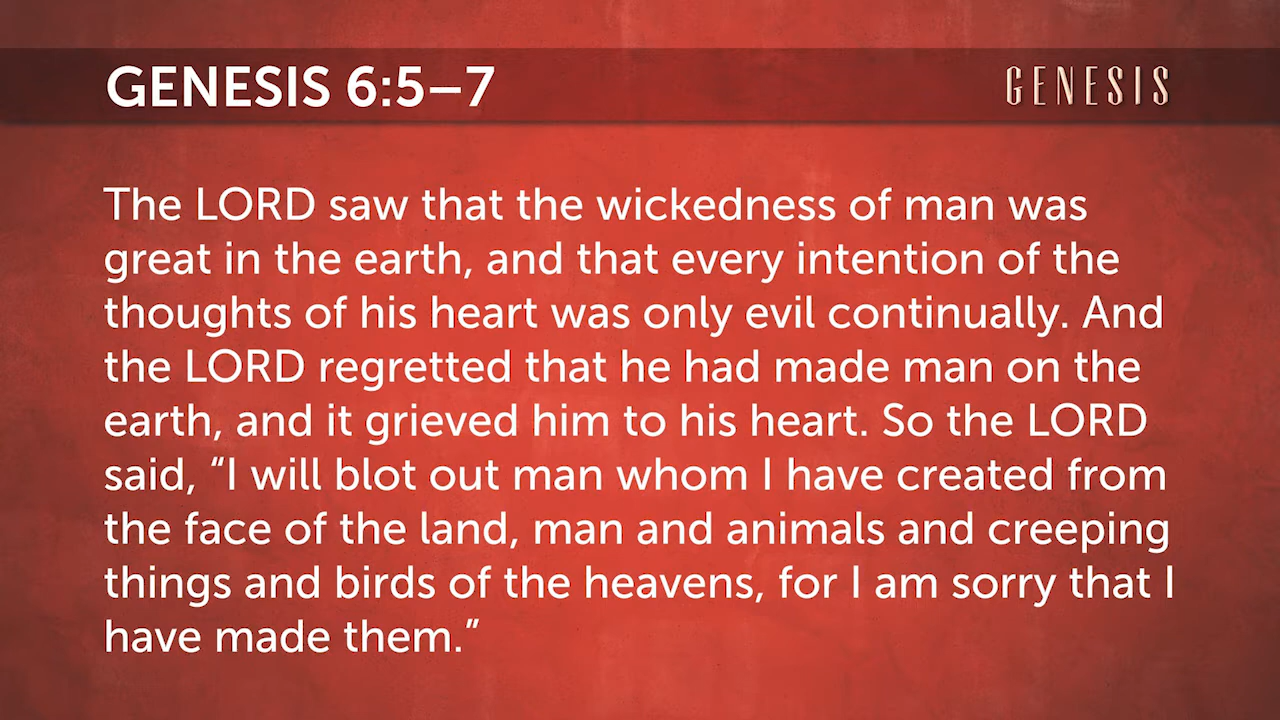 GENESIS 6:5–7
GENESIS
The LORD saw that the wickedness of man was
great in the earth, and that every intention of the
thoughts of his heart was only evil continually. And
the LORD regretted that he had made man on the
earth, and it grieved him to his heart. So the LORD
said, “I will blot out man whom I have created from
the face of the land, man and animals and creeping
things and birds of the heavens, for I am sorry that I
have made them.”